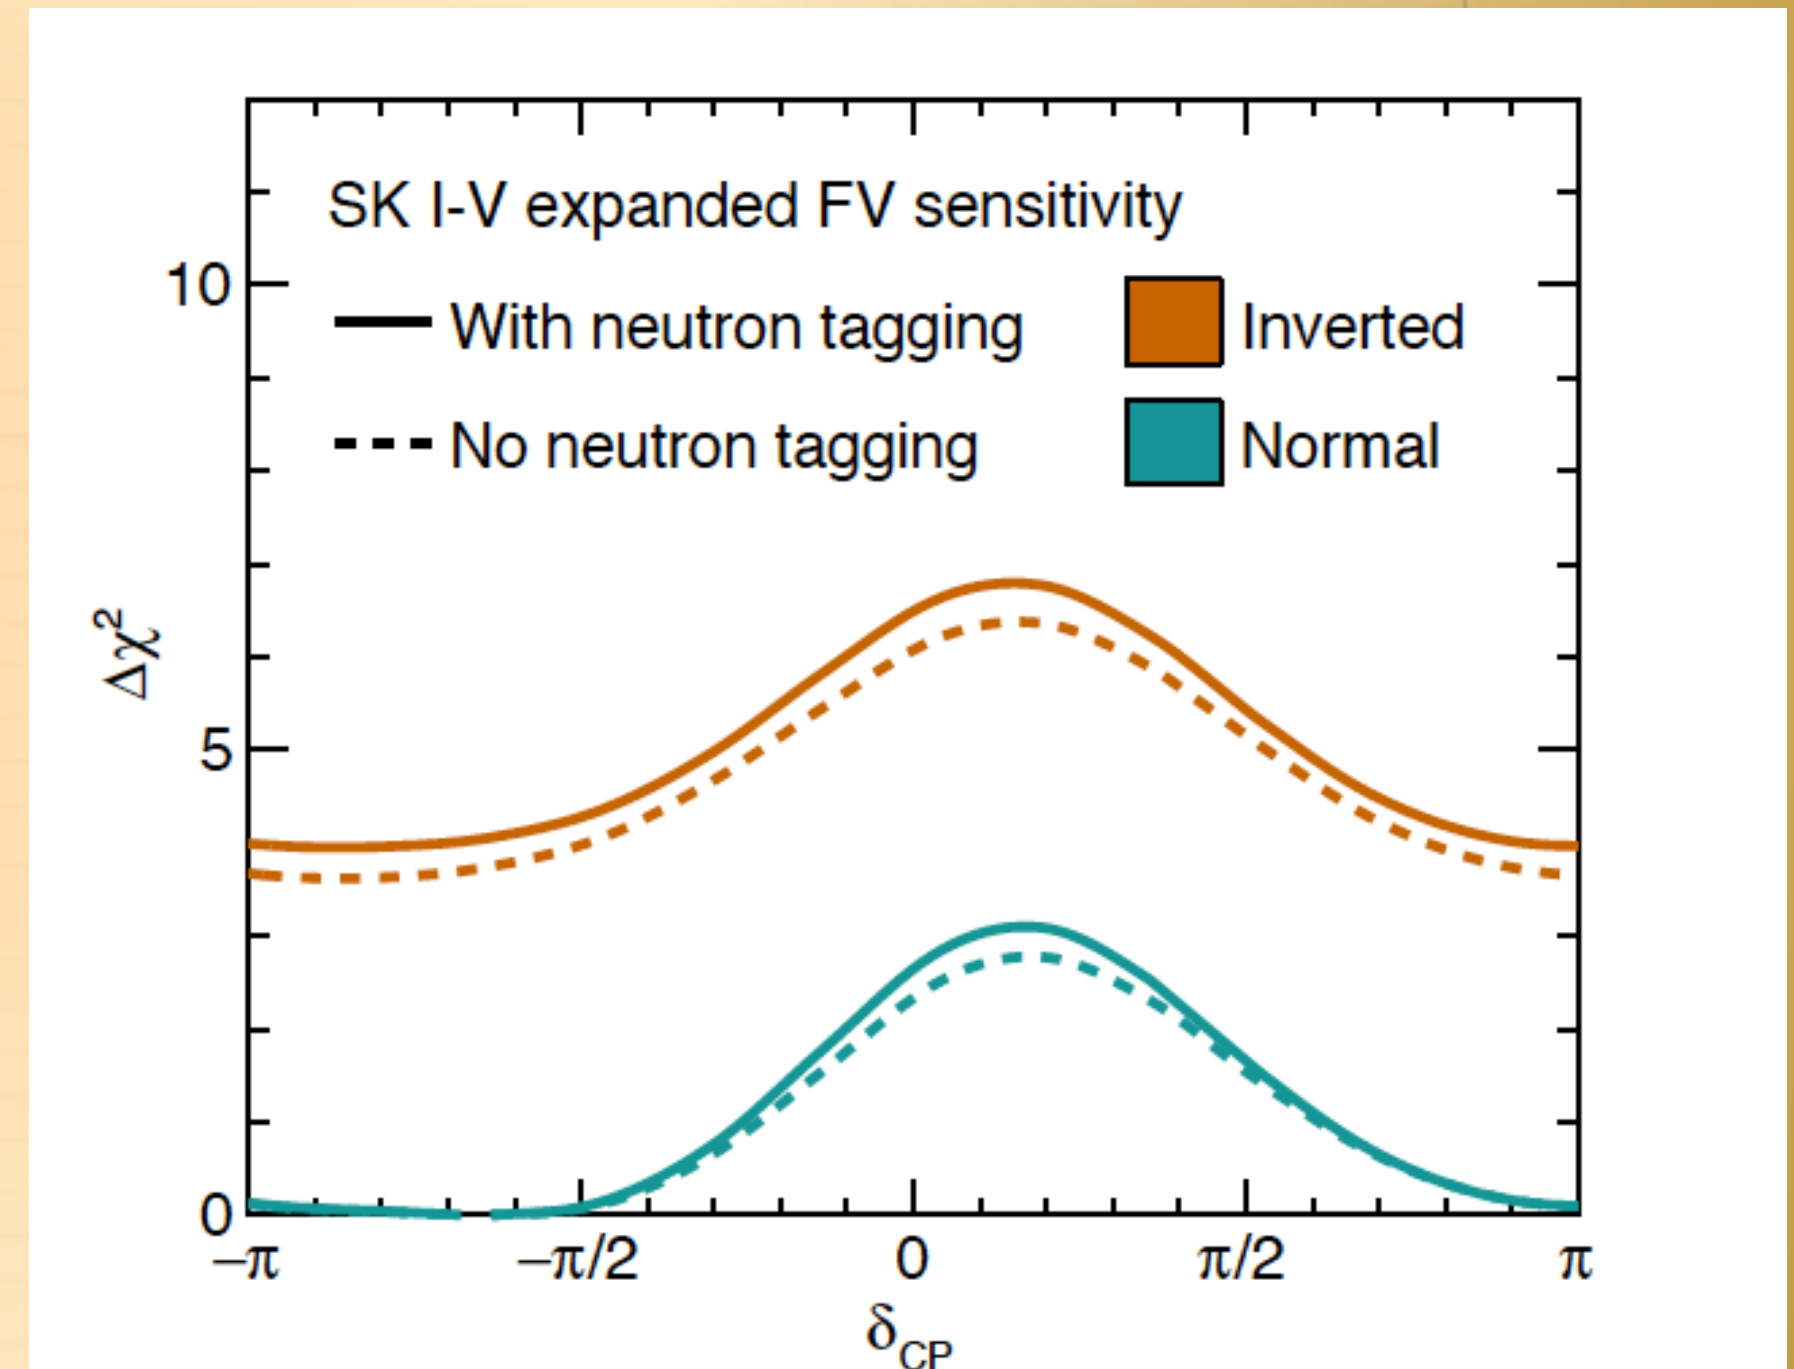 SK I-V expanded FV sensitivity
With neutron tagging
Inverted
No neutron tagging
Normal
10
5
0
Δχ²
−π
−π/2
0
π/2
π
δCP